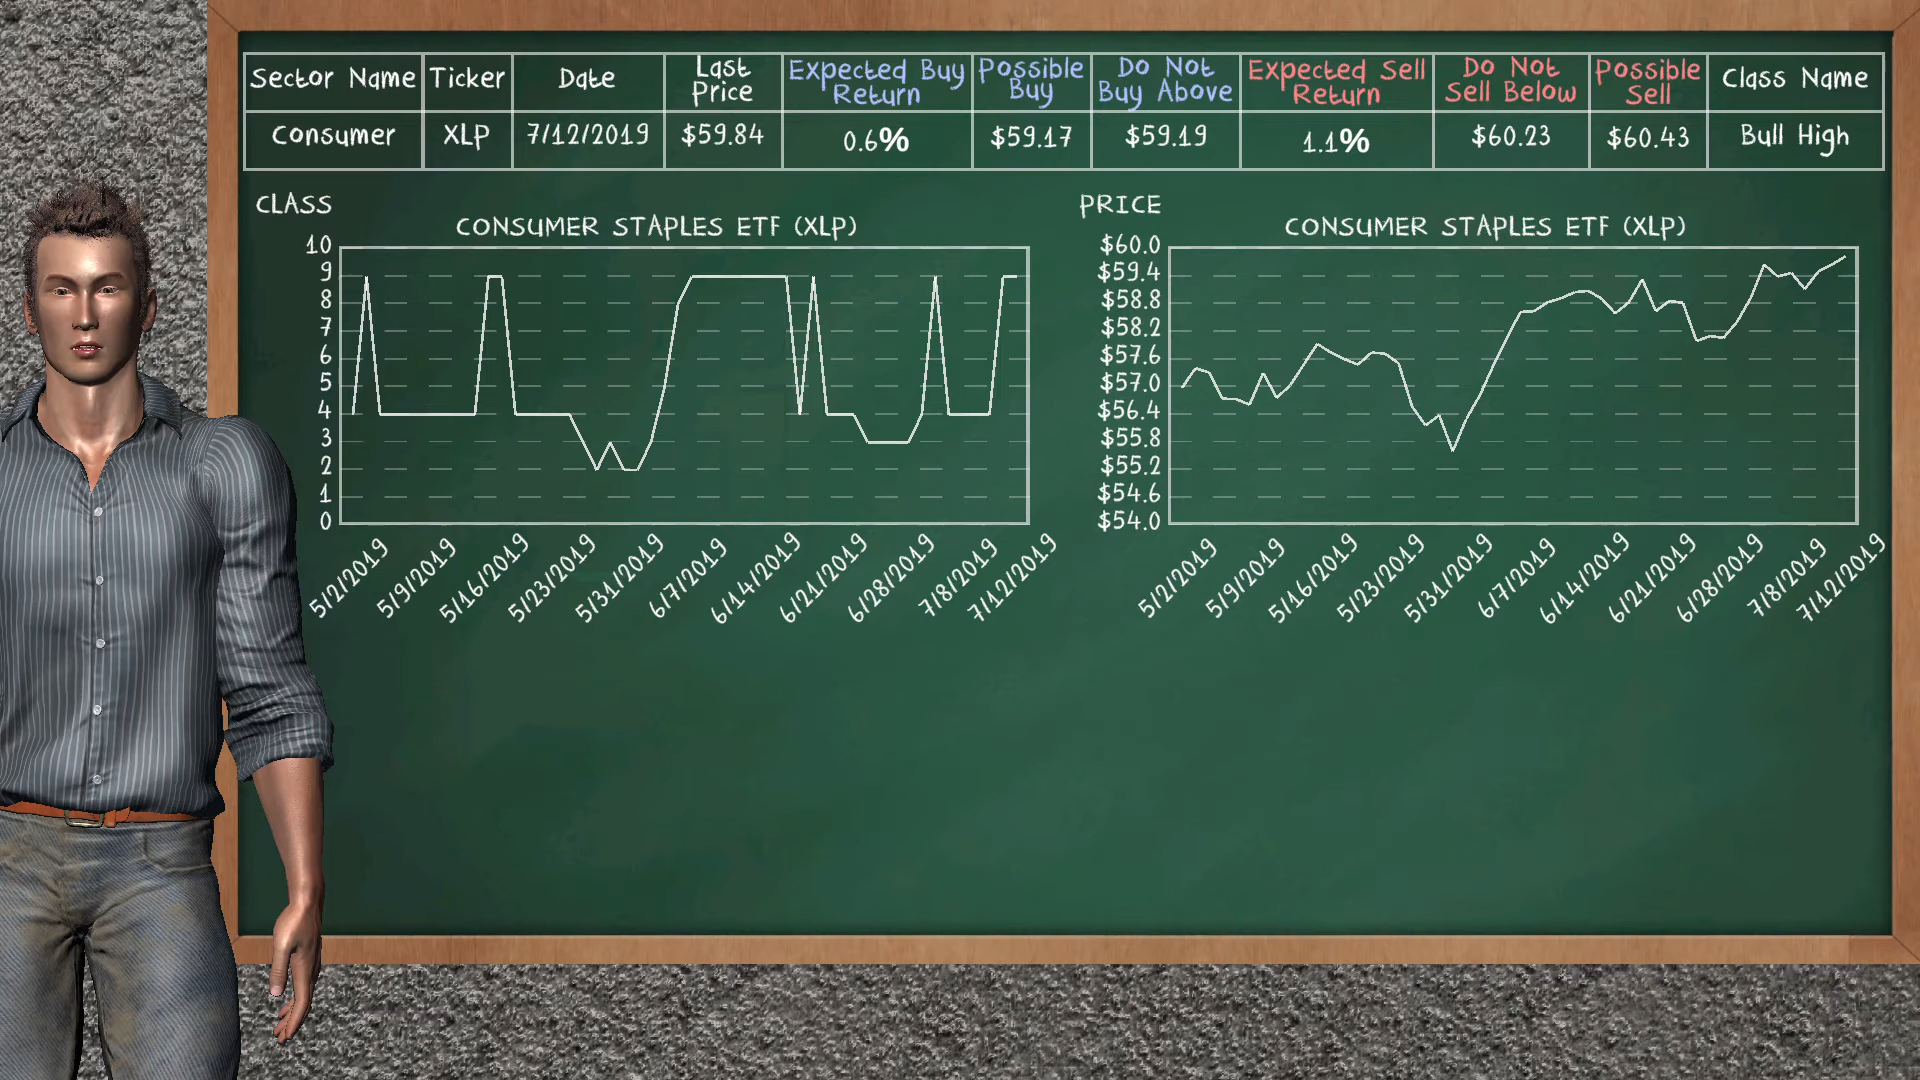 Sector Name Ticker Date Last Price Expected Buy Return Possible Buy Do Not Buy Above Expected Sell Return Do Not Sell Below Possible Sell Class Name
Consumer XLP 7/12/2019 $59.84 0.6% $59.17 $59.19 1.1% $60.23 $60.43 Bull High
CLASS
CONSUMER STAPLES ETF (XLP)
10
9
8
7
6
5
4
3
2
1
0
5/2/2019 5/9/2019 5/16/2019 5/23/2019 5/31/2019 6/7/2019 6/14/2019 6/21/2019 6/28/2019 7/8/2019 7/12/2019
PRICE
CONSUMER STAPLES ETF (XLP)
$60.0
$59.4
$58.8
$58.2
$57.6
$57.0
$56.4
$55.8
$55.2
$54.6
$54.0
5/2/2019 5/9/2019 5/16/2019 5/23/2019 5/31/2019 6/7/2019 6/14/2019 6/21/2019 6/28/2019 7/8/2019 7/12/2019